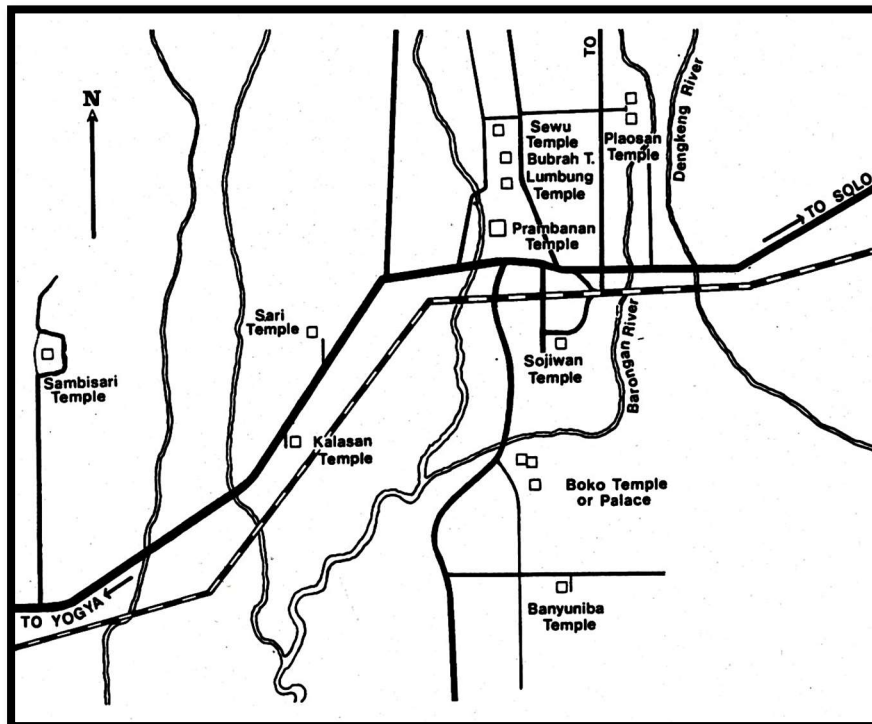 N
TO
Sewu
Temple
Bubrah T.
Lumbung
Temple
Plaosan
Temple
Dengkeng River
Prambanan
Temple
TO SOLO
Sari
Temple
Sambisari
Temple
Sojiwan
Temple
Barongan River
Kalasan
Temple
Boko Temple
or Palace
Banyuniba
Temple
TO YOGYA